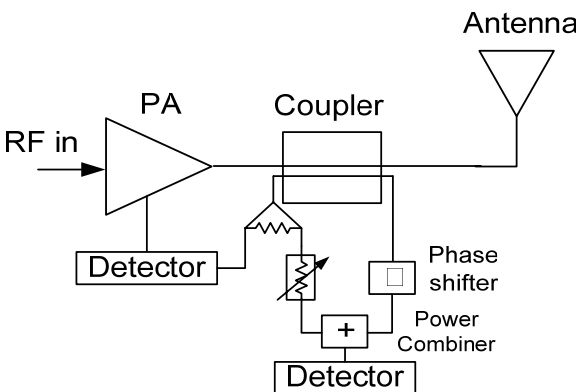 Antenna
PA
Coupler
RF in
Detector
Phase
shifter
Power
Combiner
+
Detector